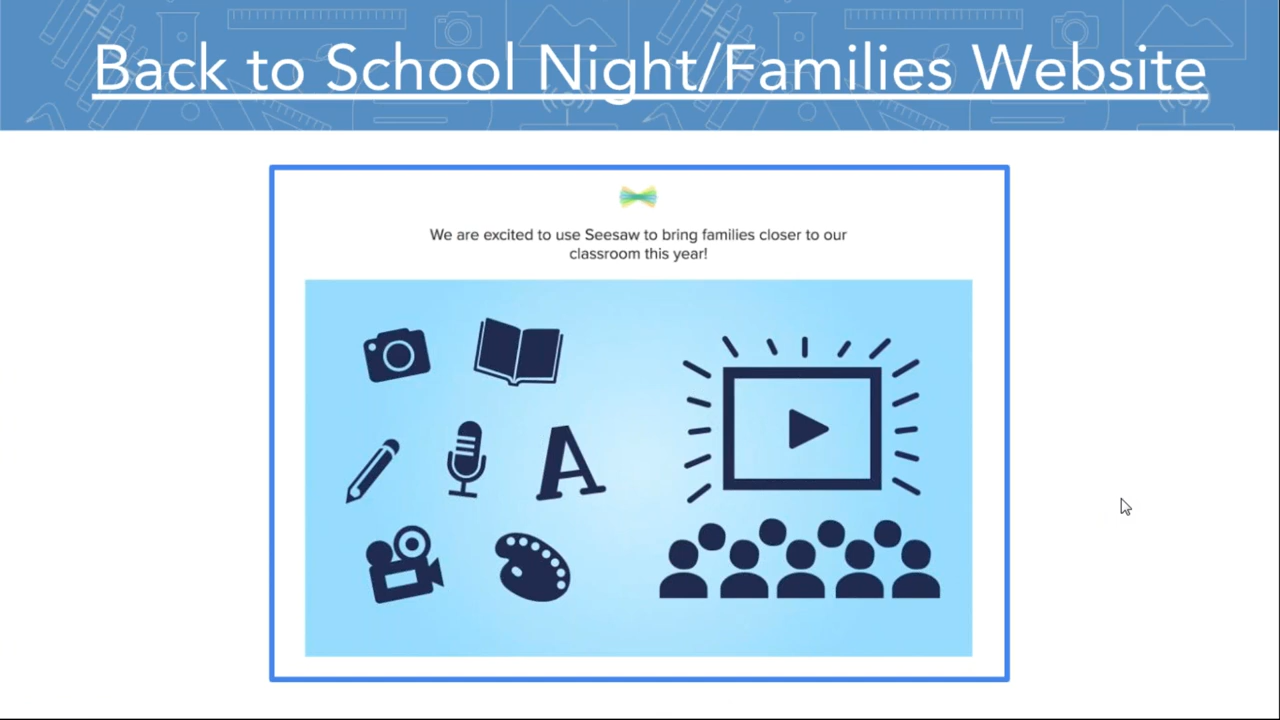 Back to School Night/Families Website
We are excited to use Seesaw to bring families closer to our
classroom this year!
A